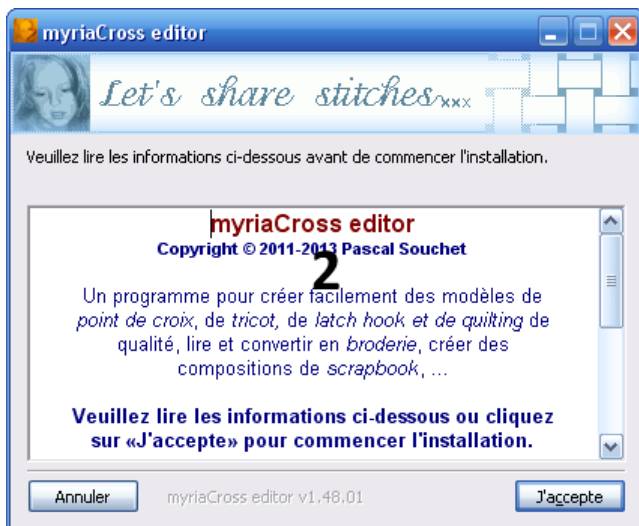 myriaCross editor
Let's share stitches...xxx
Veuillez lire les informations ci-dessous avant de commencer l'installation.
myriaCross editor
Copyright © 2011-2013 Pascal Souchet
2
Un programme pour créer facilement des modèles de
point de croix, de tricot, de latch hook et de quilting de
qualité, lire et convertir en broderie, créer des
compositions de scrapbook, ...
Veuillez lire les informations ci-dessous ou cliquez
sur «J'accepte» pour commencer l'installation.
Annuler
myriaCross editor v1.48.01
J'accepte